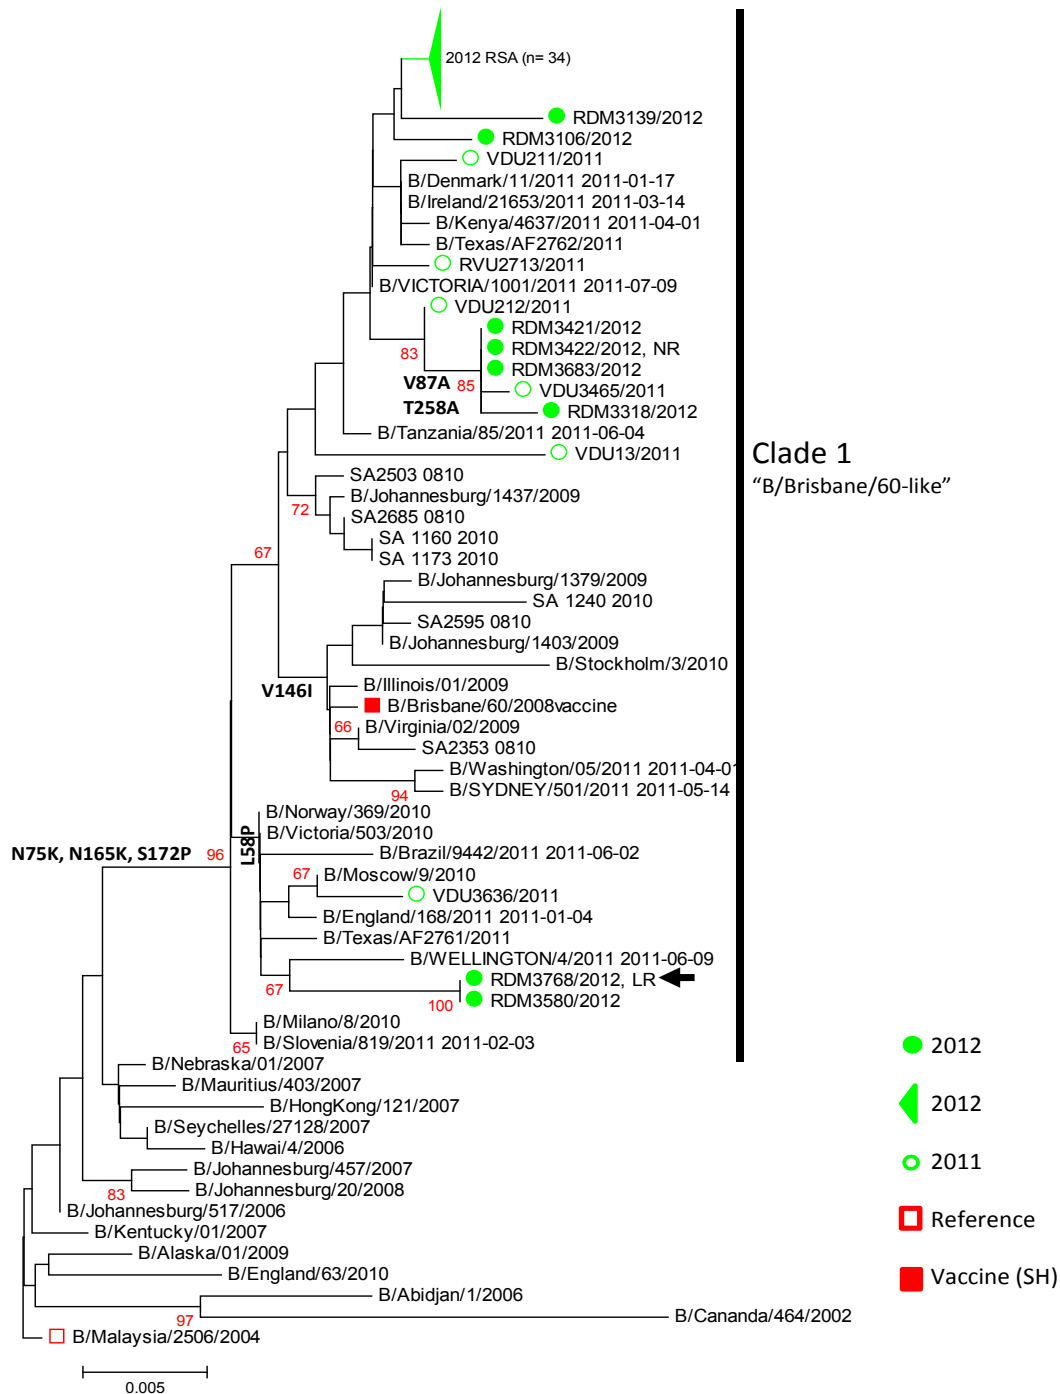 2012 RSA (n= 34)
RDM3139/2012
RDM3106/2012
VDU211/2011
B/Denmark/11/2011 2011-01-17
B/Ireland/21653/2011 2011-03-14
B/Kenya/4637/2011 2011-04-01
B/Texas/AF2762/2011
RVU2713/2011
B/VICTORIA/1001/2011 2011-07-09
VDU212/2011
RDM3421/2012
83
RDM3422/2012, NR
RDM3683/2012
V87A
85
VDU3465/2011
T258A
RDM3318/2012
B/Tanzania/85/2011 2011-06-04
VDU13/2011
Clade 1
"B/Brisbane/60-like"
SA2503 0810
B/Johannesburg/1437/2009
72
SA2685 0810
SA 1160 2010
67
SA 1173 2010
B/Johannesburg/1379/2009
SA 1240 2010
SA2595 0810
B/Johannesburg/1403/2009
B/Stockholm/3/2010
V146I
B/Illinois/01/2009
B/Brisbane/60/2008vaccine
66
B/Virginia/02/2009
SA2353 0810
B/Washington/05/2011 2011-04-01
B/SYDNEY/501/2011 2011-05-14
94
B/Norway/369/2010
B/Victoria/503/2010
L58P
N75K, N165K, S172P
96
B/Brazil/9442/2011 2011-06-02
67
B/Moscow/9/2010
VDU3636/2011
B/England/168/2011 2011-01-04
B/Texas/AF2761/2011
B/WELLINGTON/4/2011 2011-06-09
67
RDM3768/2012, LR
100
RDM3580/2012
B/Milano/8/2010
65
B/Slovenia/819/2011 2011-02-03
B/Nebraska/01/2007
B/Mauritius/403/2007
B/HongKong/121/2007
B/Seychelles/27128/2007
B/Hawai/4/2006
B/Johannesburg/457/2007
83
B/Johannesburg/20/2008
B/Johannesburg/517/2006
B/Kentucky/01/2007
B/Alaska/01/2009
B/England/63/2010
B/Abidjan/1/2006
97
B/Cananda/464/2002
B/Malaysia/2506/2004
0.005
2012
2012
2011
Reference
Vaccine (SH)